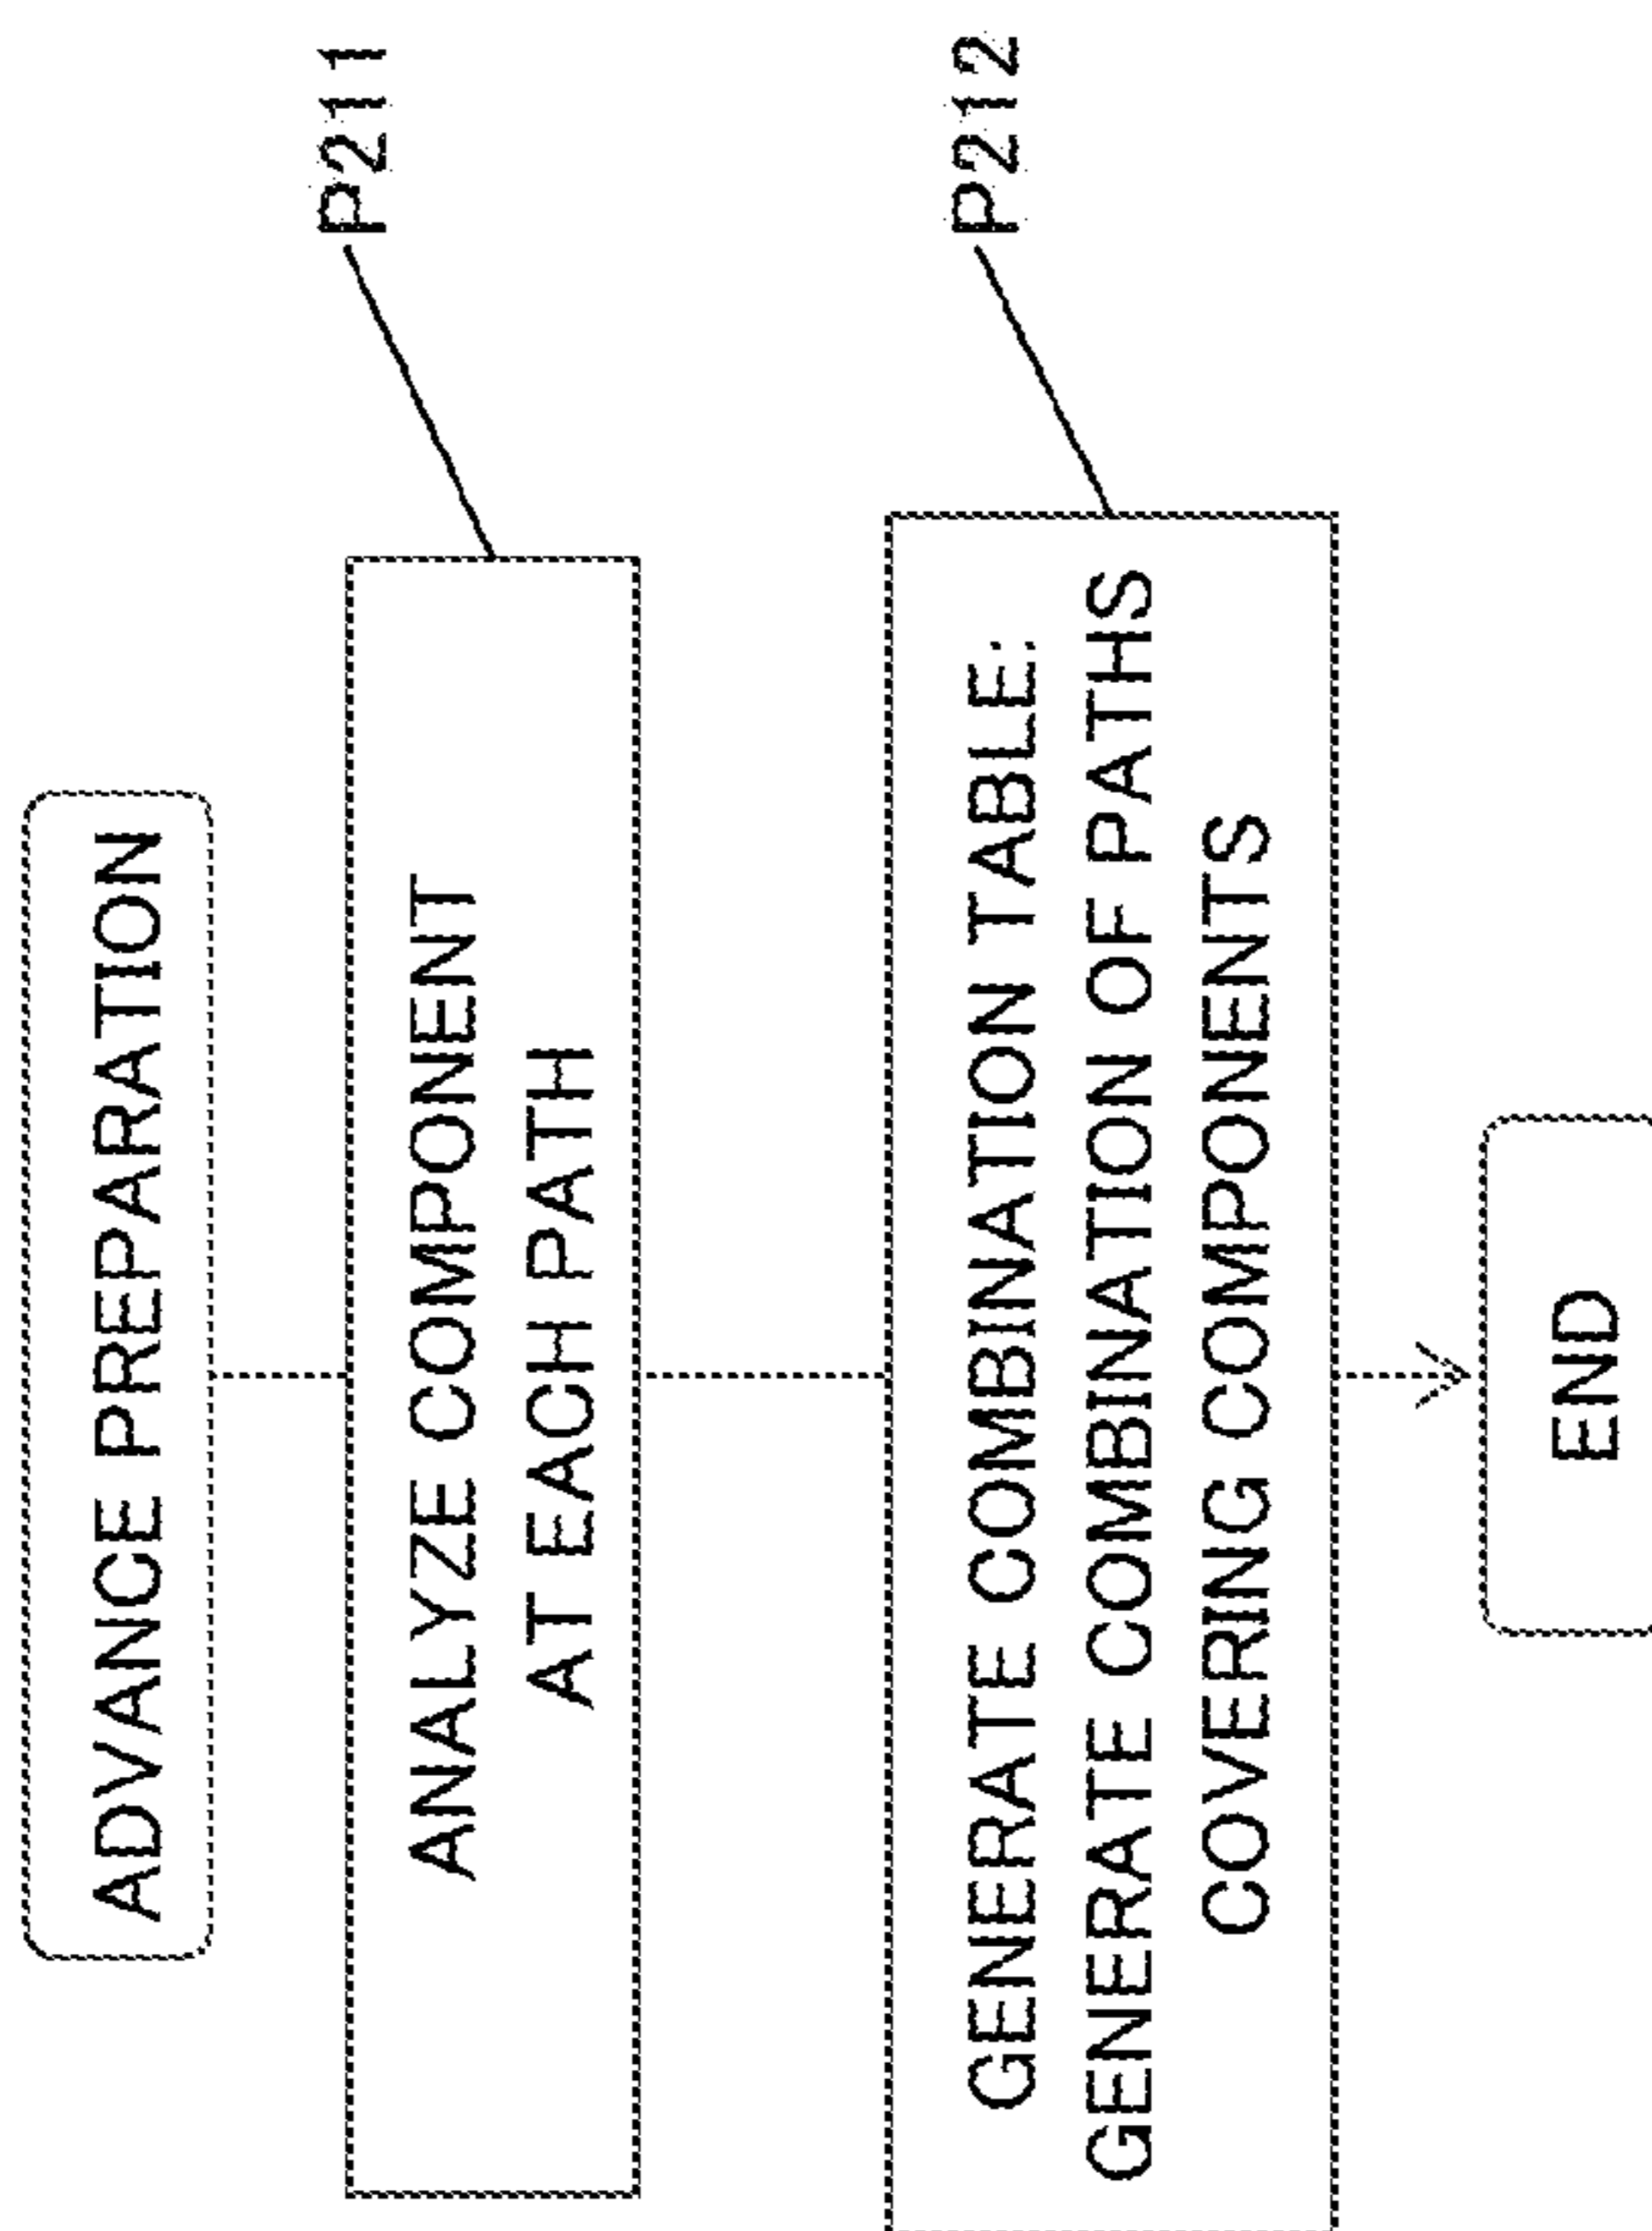 ADVANCE PREPARATION
P211
ANALYZE COMPONENT
AT EACH PATH
P212
GENERATE COMBINATION TABLE:
GENERATE COMBINATION OF PATHS
COVERING COMPONENTS
END